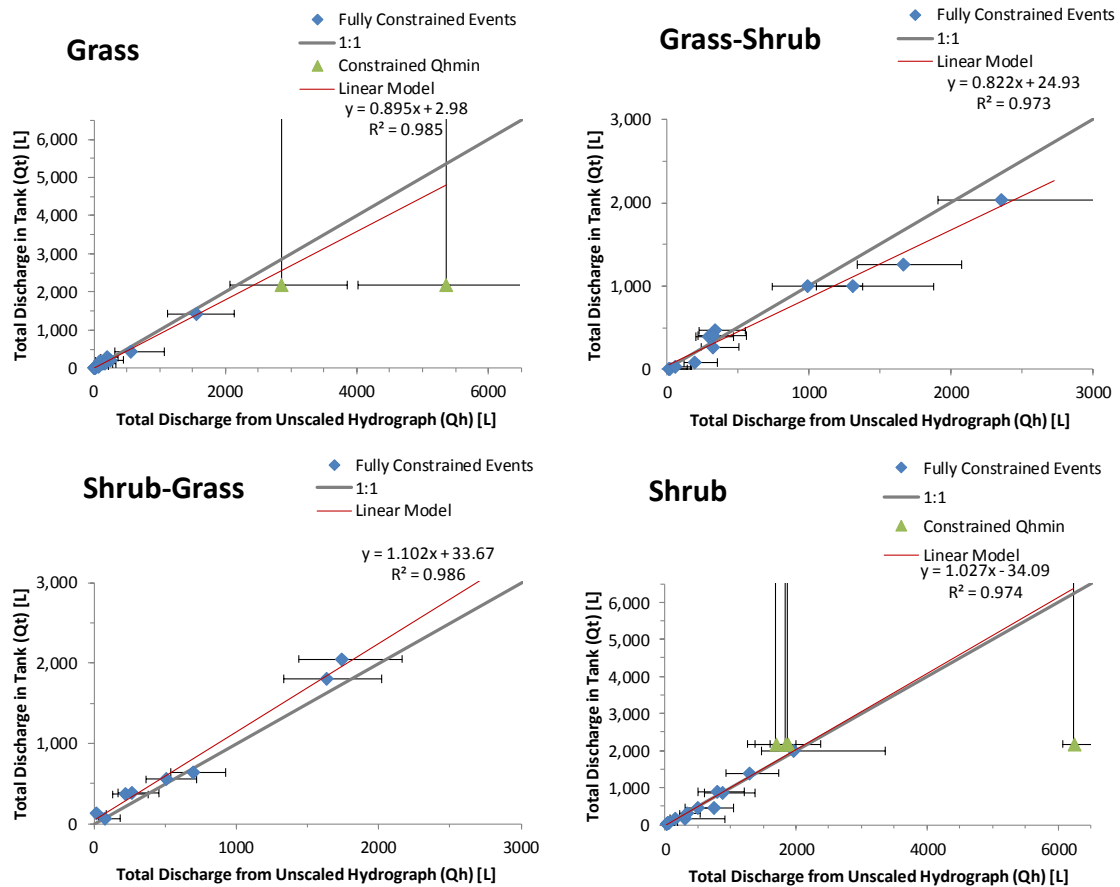 Grass
Fully Constrained Events
1:1
Constrained Qhmin
Linear Model
y = 0.895x + 2.98
R² = 0.985
Total Discharge in Tank (Qt) [L]
6,000
5,000
4,000
3,000
2,000
1,000
0
0 2000 4000 6000
Total Discharge from Unscaled Hydrograph (Qh) [L]
Grass-Shrub
Fully Constrained Events
1:1
Linear Model
y = 0.822x + 24.93
R² = 0.973
Total Discharge in Tank (Qt) [L]
3,000
2,000
1,000
0
0 1000 2000 3000
Total Discharge from Unscaled Hydrograph (Qh) [L]
Shrub-Grass
Fully Constrained Events
1:1
Linear Model
y = 1.102x + 33.67
R² = 0.986
Total Discharge in Tank (Qt) [L]
3,000
2,000
1,000
0
0 1000 2000 3000
Total Discharge from Unscaled Hydrograph (Qh) [L]
Shrub
Fully Constrained Events
1:1
Constrained Qhmin
Linear Model
y = 1.027x - 34.09
R² = 0.974
Total Discharge in Tank (Qt) [L]
6,000
5,000
4,000
3,000
2,000
1,000
0
0 2000 4000 6000
Total Discharge from Unscaled Hydrograph (Qh) [L]